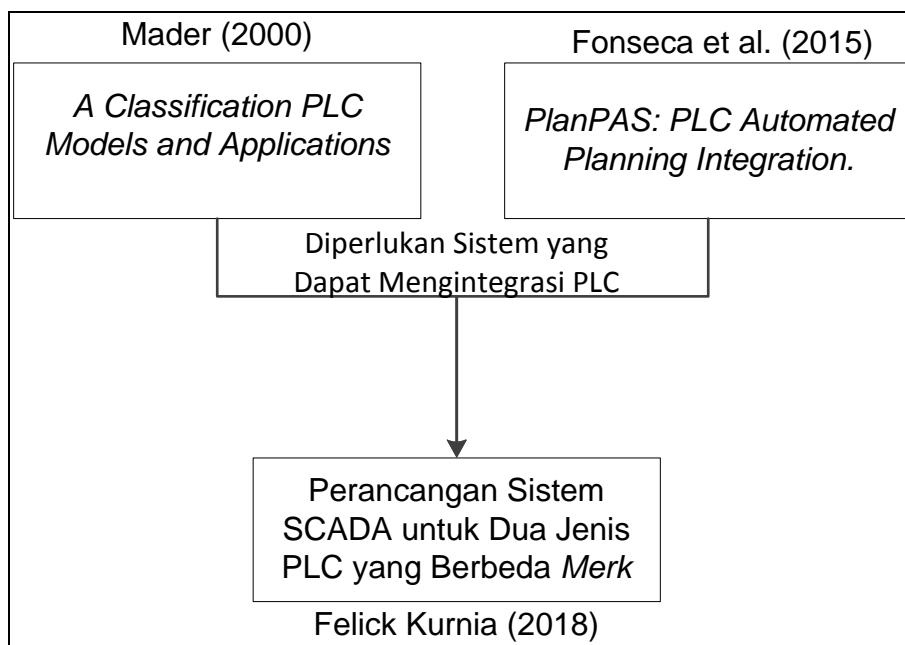 Mader (2000)
A Classification PLC
Models and Applications
Fonseca et al. (2015)
PlanPAS: PLC Automated
Planning Integration.
Diperlukan Sistem yang
Dapat Mengintegrasi PLC
Perancangan Sistem
SCADA untuk Dua Jenis
PLC yang Berbeda Merk
Felick Kurnia (2018)